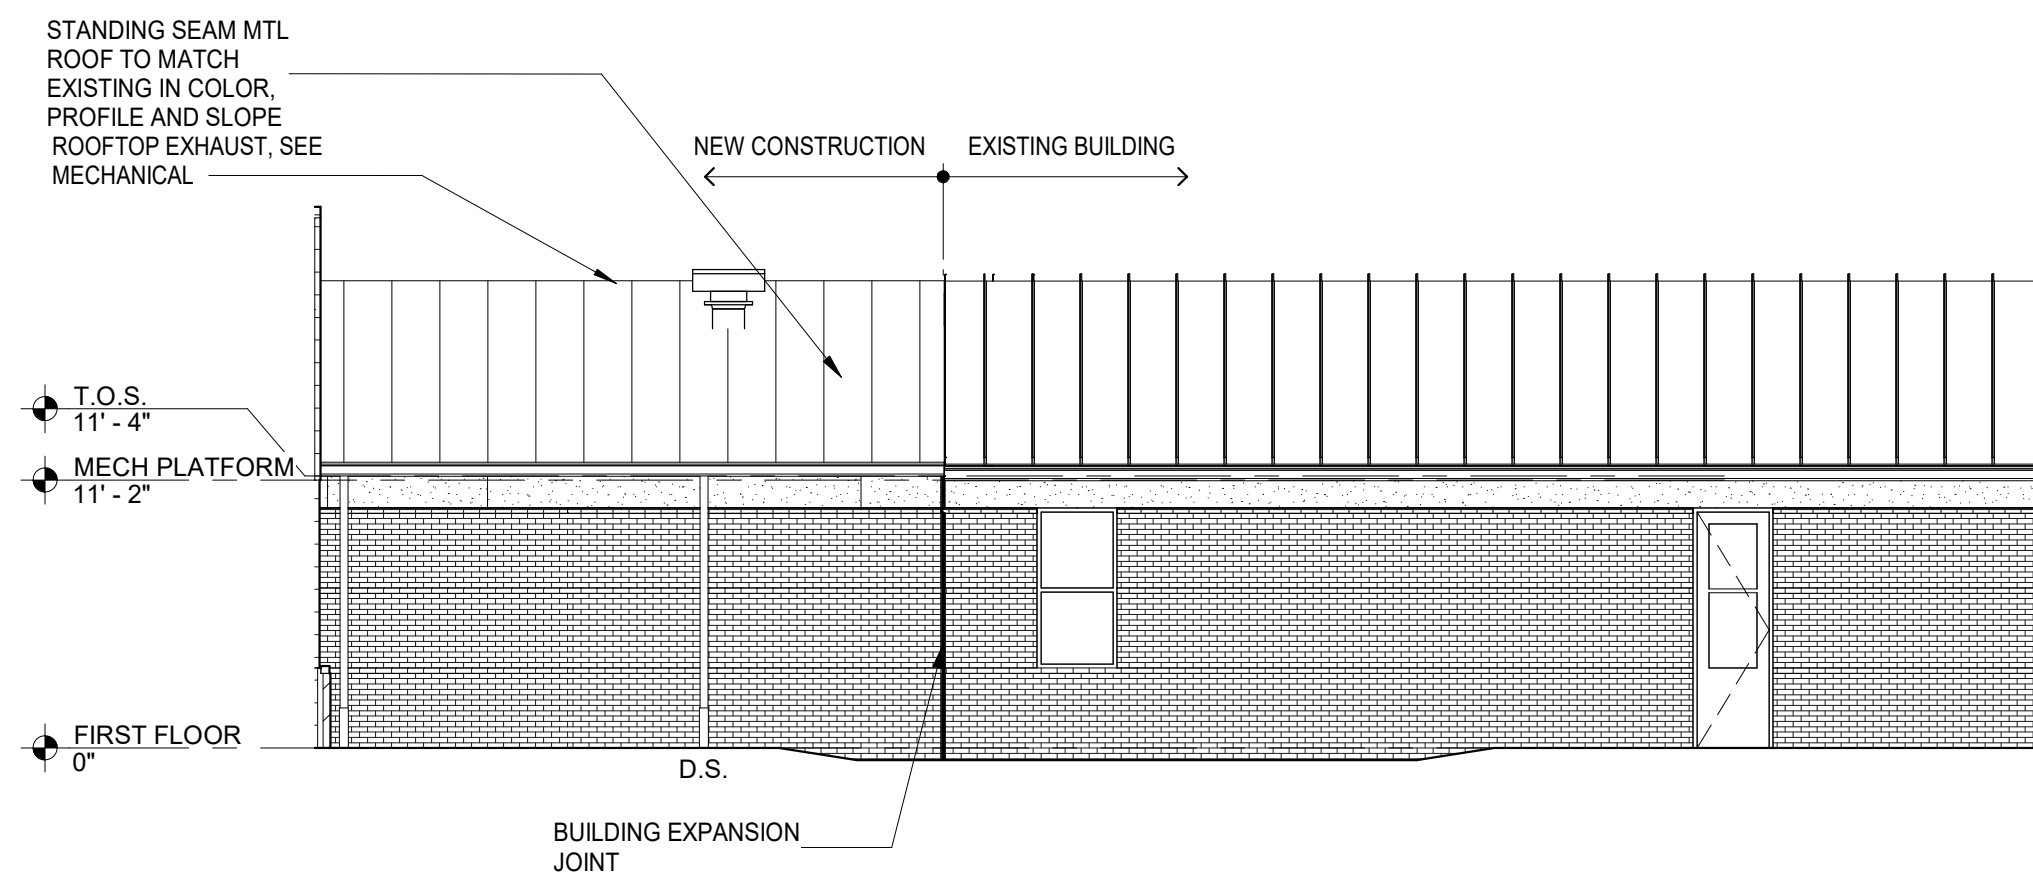 STANDING SEAM MTL
ROOF TO MATCH
EXISTING IN COLOR,
PROFILE AND SLOPE
ROOFTOP EXHAUST, SEE
MECHANICAL
NEW CONSTRUCTION
EXISTING BUILDING
T.O.S.
11' - 4"
MECH PLATFORM
11' - 2"
FIRST FLOOR
0"
D.S.
BUILDING EXPANSION
JOINT